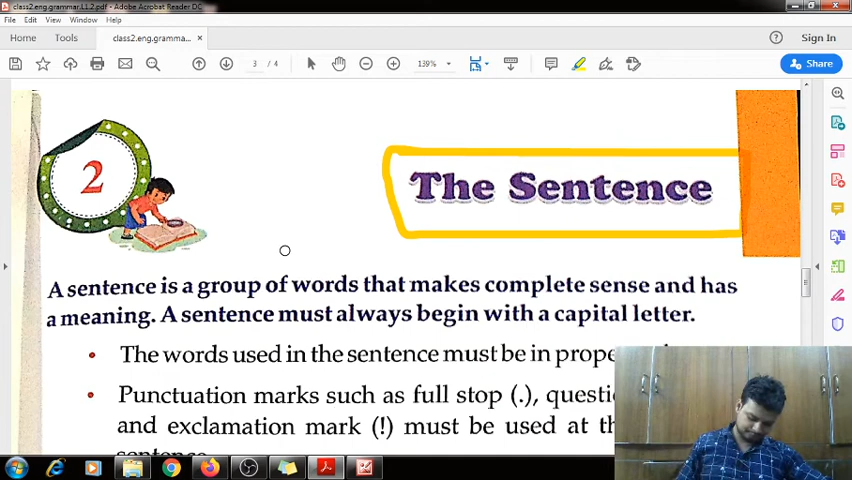 class2.eng.grammar.L1.2.pdf - Adobe Acrobat Reader DC
File Edit View Window Help
Home Tools class2.eng.gramma... × Sign In
3 / 4 139% Share
2
The Sentence
A sentence is a group of words that makes complete sense and has
a meaning. A sentence must always begin with a capital letter.
• The words used in the sentence must be in prope
• Punctuation marks such as full stop (.), questi
and exclamation mark (!) must be used at th
sentence.